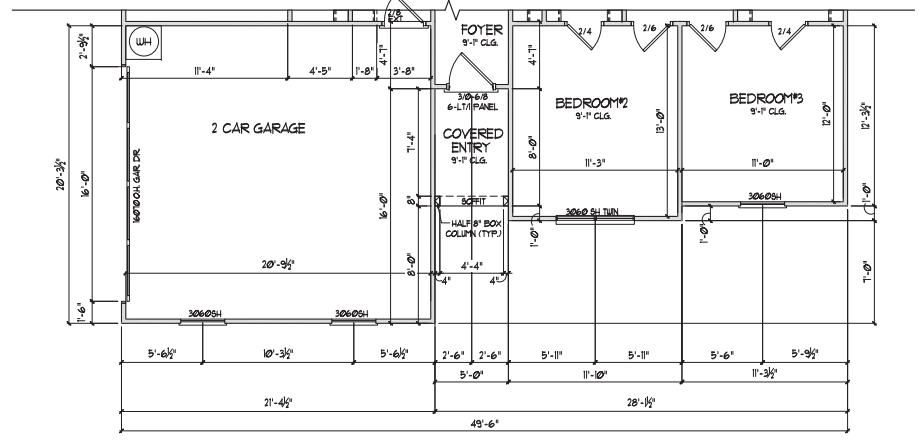 2/8
EXT
FOYER
9'-1" CLG.
2/4
2/6
2/6
2/4
2'-9½"
WH
4'-7"
4'-7"
11'-4"
4'-5"
1'-8"
3'-8"
3/0-6/8
6-LT/1 PANEL
BEDROOM#2
9'-1" CLG.
BEDROOM#3
9'-1" CLG.
2 CAR GARAGE
COVERED
ENTRY
9'-1" CLG.
7'-4"
8'-0"
13'-0"
12'-0"
12'-3½"
20'-3½"
16'-0"
16'0"7'0" O.H. GAR. DR.
11'-3"
11'-0"
16'-0"
8"
SOFFIT
3060 SH TWIN
3060SH
1'-0"
HALF 8" BOX
COLUMN (TYP.)
1'-0"
1'-0"
20'-9½"
8'-0"
4'-4"
4"
4"
7'-0"
1'-6"
3060SH
3060SH
5'-6½"
10'-3½"
5'-6½"
2'-6"
2'-6"
5'-11"
5'-11"
5'-6"
5'-9½"
5'-0"
11'-10"
11'-3½"
21'-4½"
28'-1½"
49'-6"